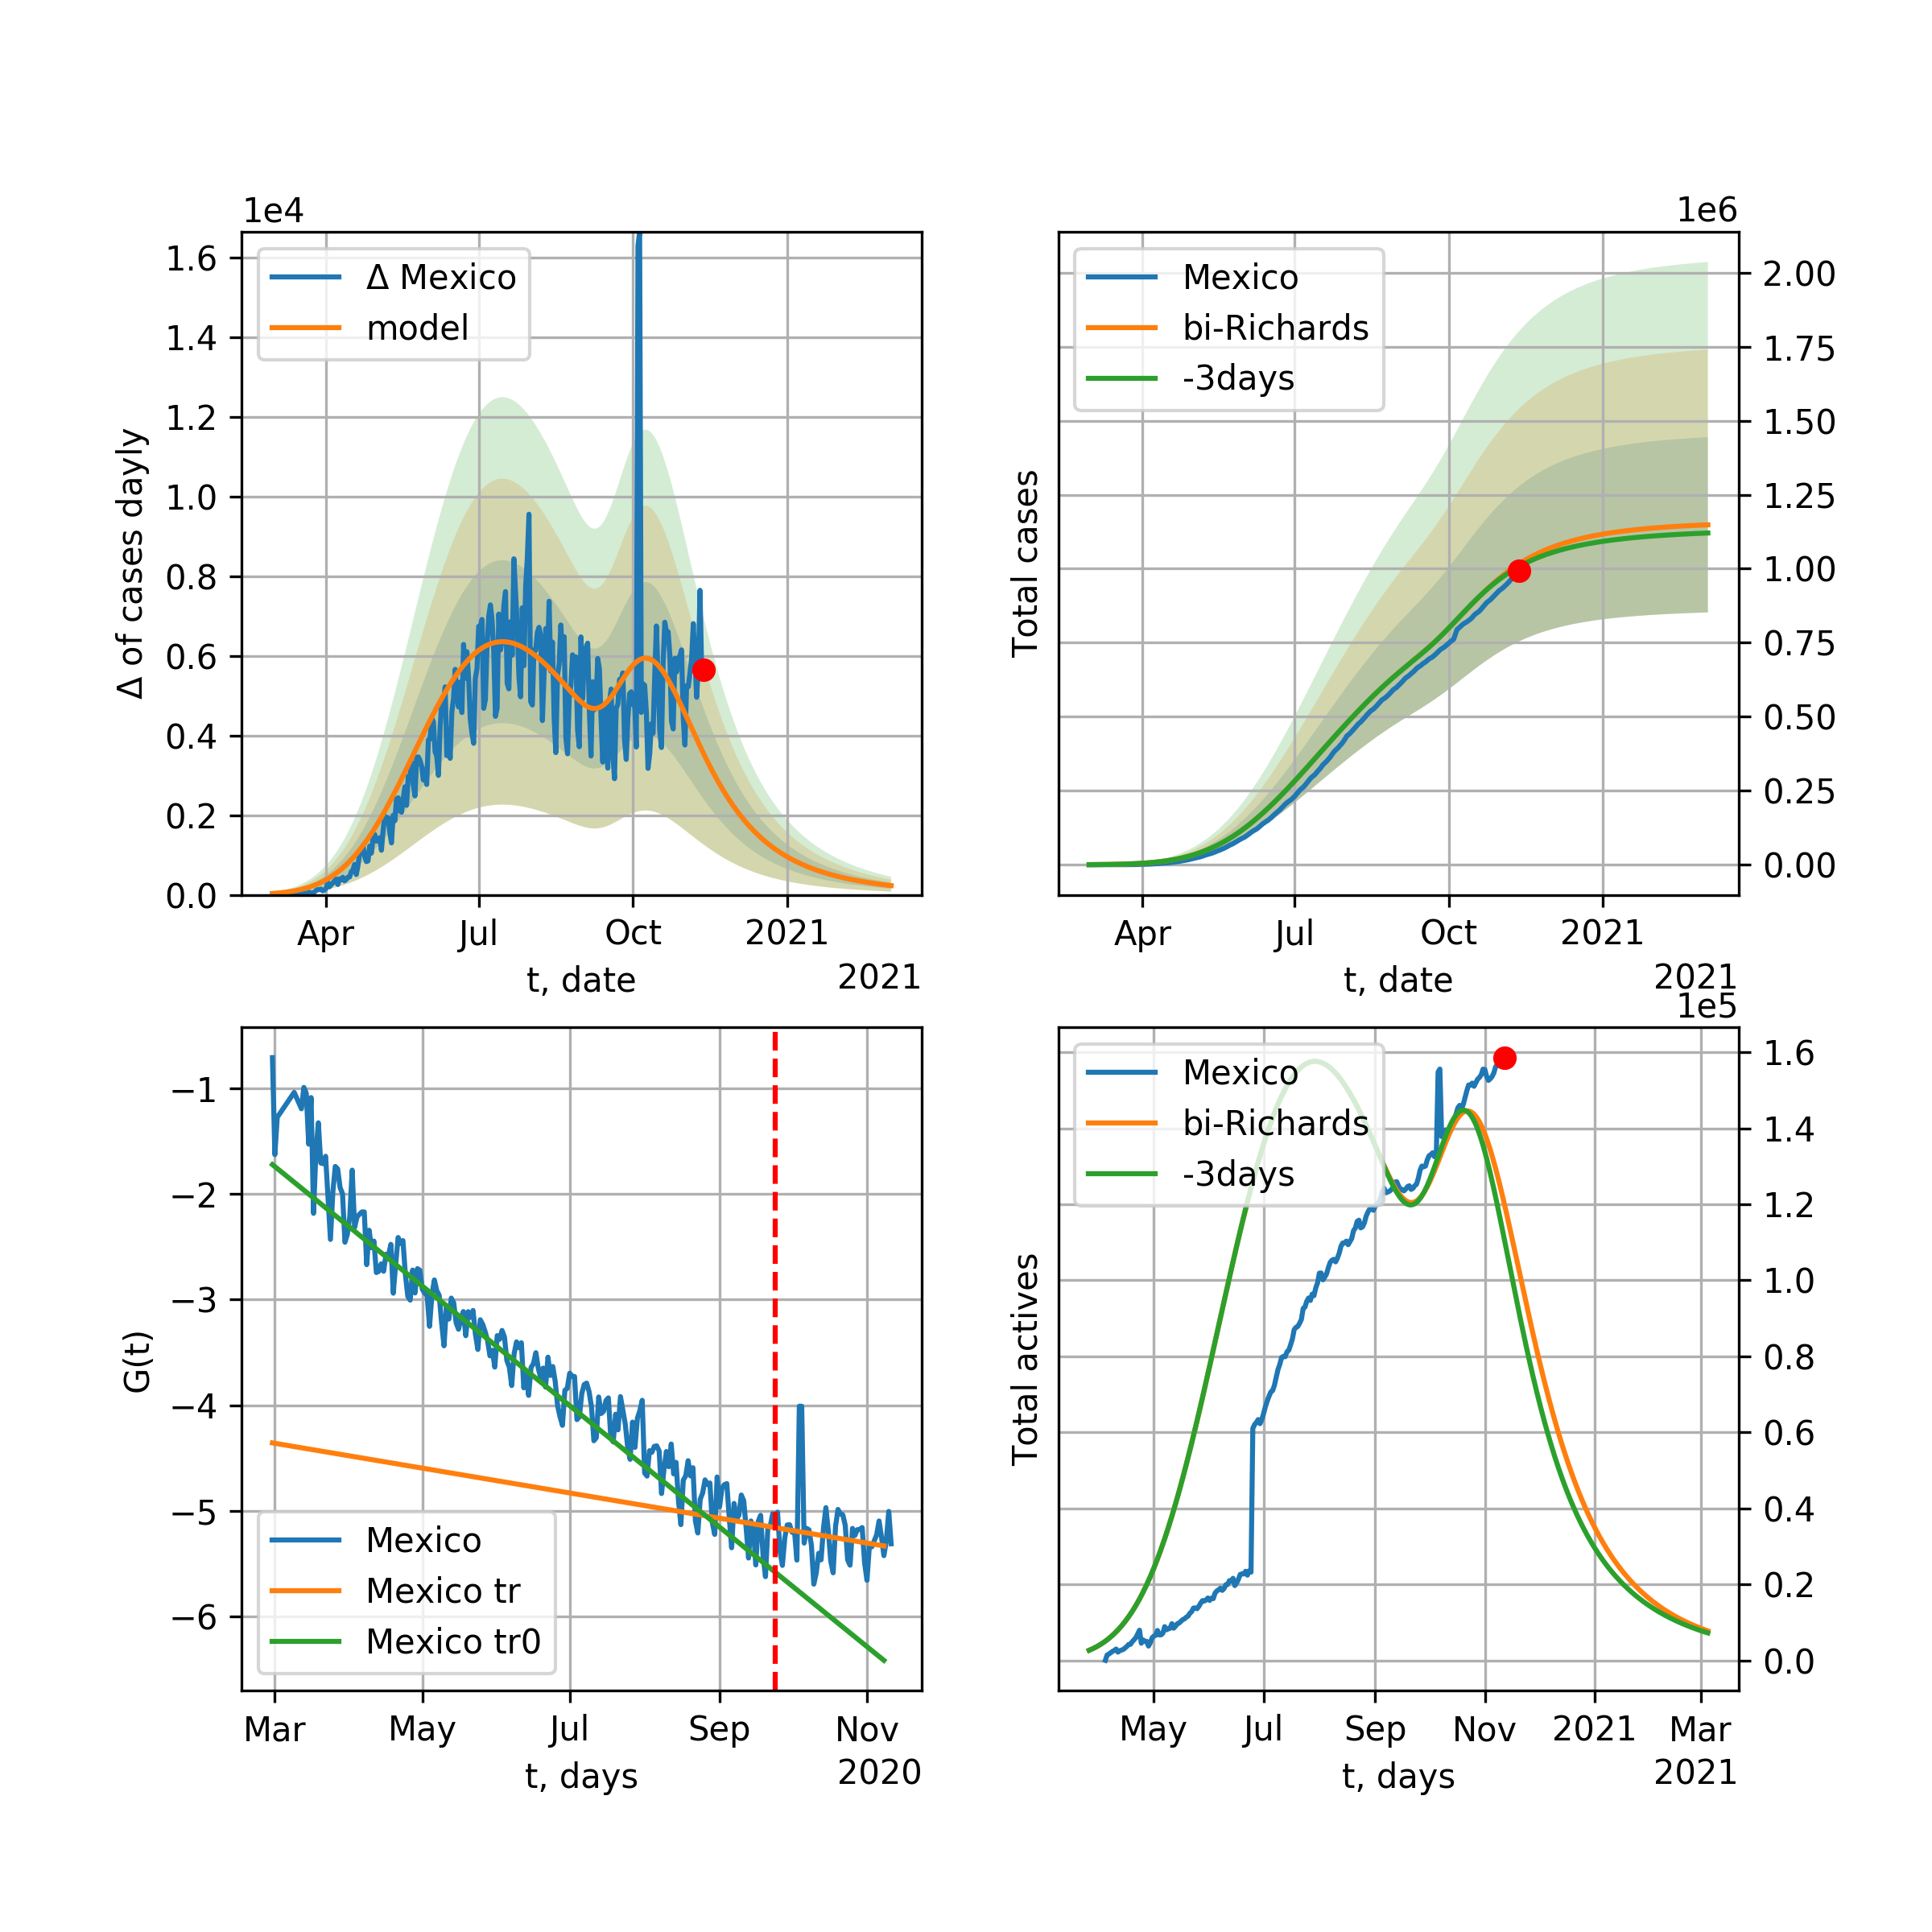 1e4
1.6
1.4
1.2
1.0
0.8
0.6
0.4
0.2
0.0
Δ of cases dayly
Δ Mexico
model
Apr Jul Oct 2021
t, date
2021
1e6
2.00
1.75
1.50
1.25
1.00
0.75
0.50
0.25
0.00
Total cases
Mexico
bi-Richards
-3days
Apr Jul Oct 2021
t, date
2021
−1
−2
−3
−4
−5
−6
G(t)
Mexico
Mexico tr
Mexico tr0
Mar May Jul Sep Nov
t, days
2020
1e5
1.6
1.4
1.2
1.0
0.8
0.6
0.4
0.2
0.0
Total actives
Mexico
bi-Richards
-3days
May Jul Sep Nov 2021 Mar
t, days
2021